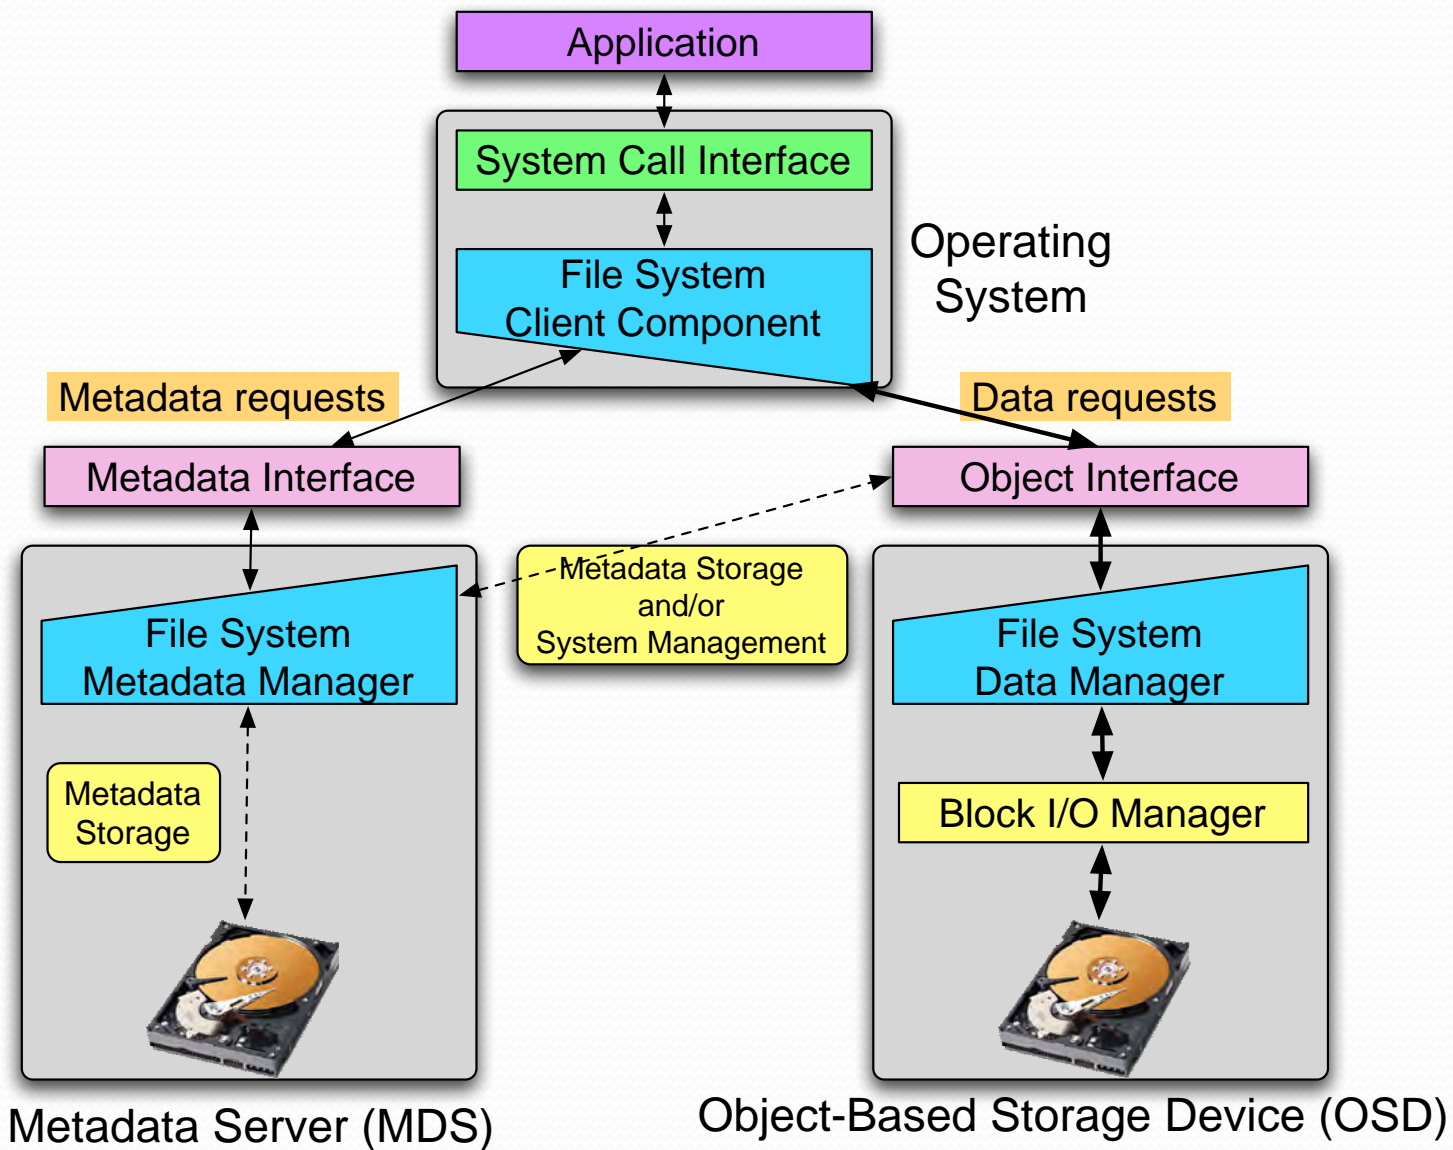 Application
System Call Interface
File System
Client Component
Operating
System
Metadata requests
Data requests
Metadata Interface
Object Interface
Metadata Storage
and/or
System Management
File System
Metadata Manager
File System
Data Manager
Metadata
Storage
Block I/O Manager
Metadata Server (MDS)
Object-Based Storage Device (OSD)